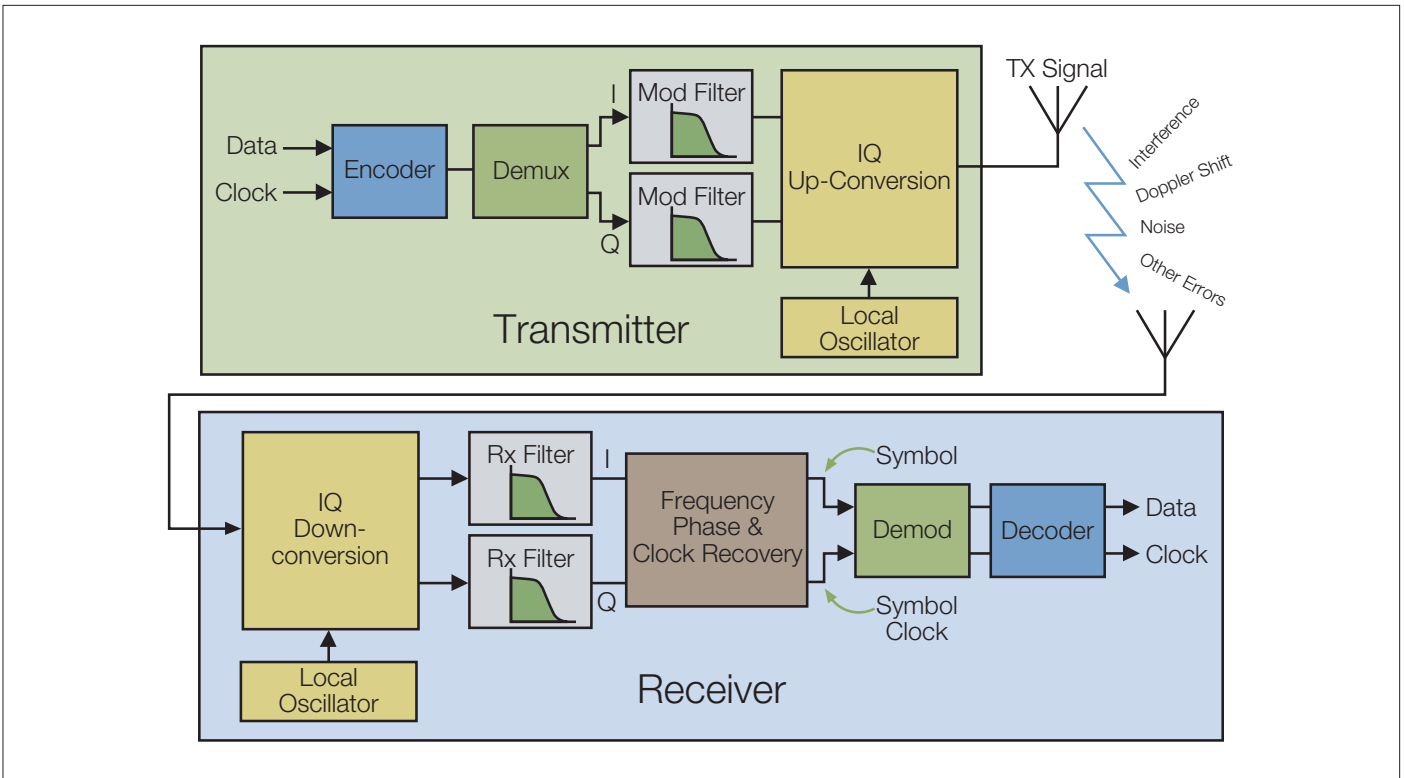 TX Signal
Interference
Doppler Shift
Noise
Other Errors
Data
Clock
Encoder
Demux
I
Q
Mod Filter
Mod Filter
IQ
Up-Conversion
Local
Oscillator
Transmitter
IQ
Down-
conversion
Local
Oscillator
Rx Filter
Rx Filter
I
Q
Frequency
Phase &
Clock Recovery
Symbol
Symbol
Clock
Demod
Decoder
Data
Clock
Receiver